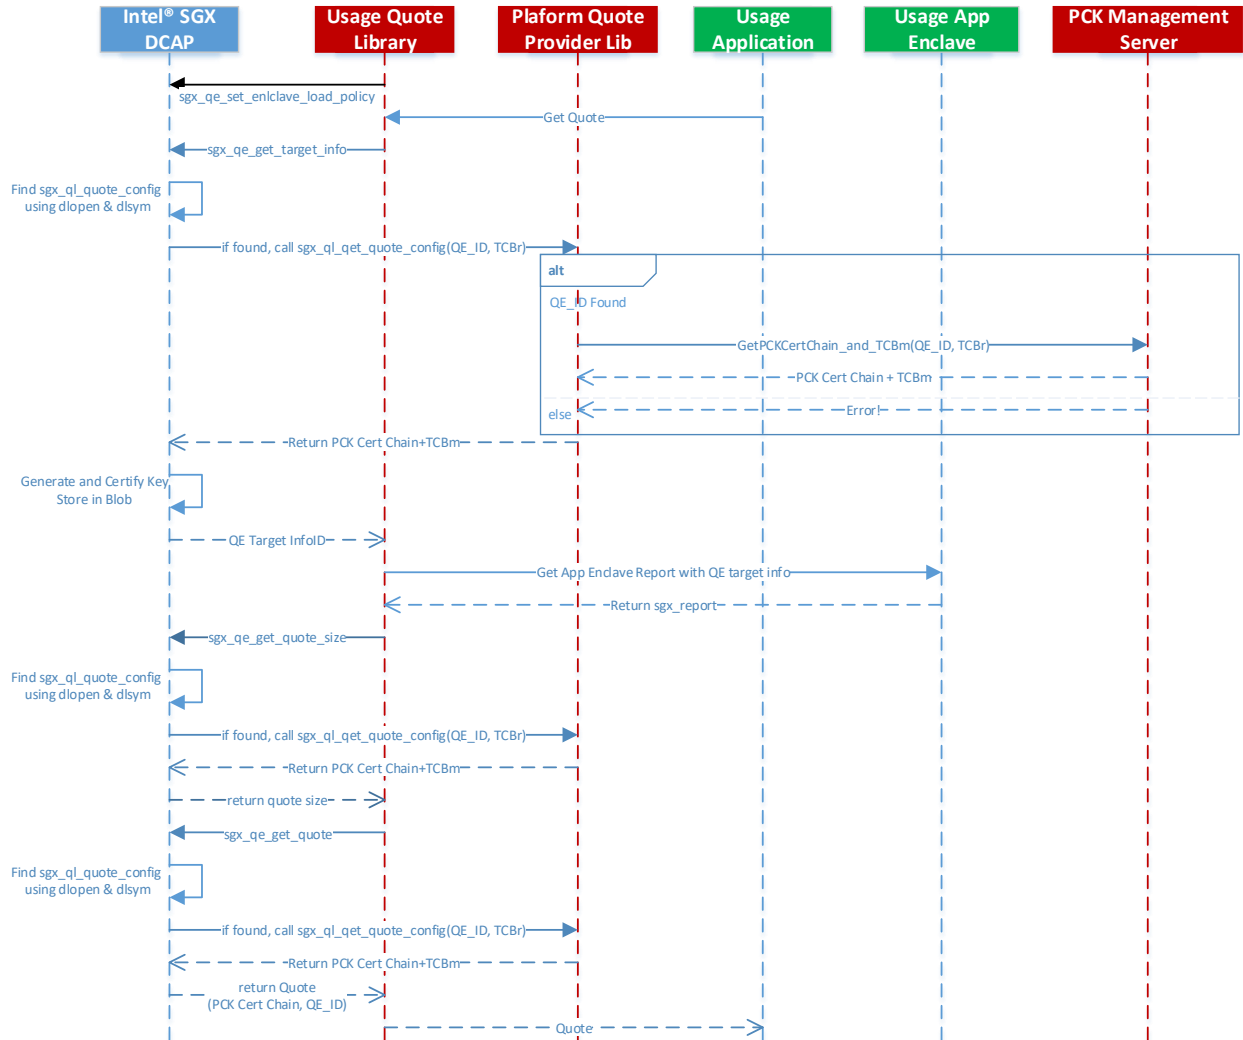 Intel® SGX
DCAP
Usage Quote
Library
Plaform Quote
Provider Lib
Usage
Application
Usage App
Enclave
PCK Management
Server
sgx_qe_set_enlclave_load_policy
Get Quote
sgx_qe_get_target_info
Find sgx_ql_quote_config
using dlopen & dlsym
if found, call sgx_ql_qet_quote_config(QE_ID, TCBr)
alt
QE_ID Found
GetPCKCertChain_and_TCBm(QE_ID, TCBr)
PCK Cert Chain + TCBm
Error!
else
Return PCK Cert Chain+TCBm
Generate and Certify Key
Store in Blob
QE Target InfoID
Get App Enclave Report with QE target info
Return sgx_report
sgx_qe_get_quote_size
Find sgx_ql_quote_config
using dlopen & dlsym
if found, call sgx_ql_qet_quote_config(QE_ID, TCBr)
Return PCK Cert Chain+TCBm
return quote size
sgx_qe_get_quote
Find sgx_ql_quote_config
using dlopen & dlsym
if found, call sgx_ql_qet_quote_config(QE_ID, TCBr)
Return PCK Cert Chain+TCBm
return Quote
(PCK Cert Chain, QE_ID)
Quote